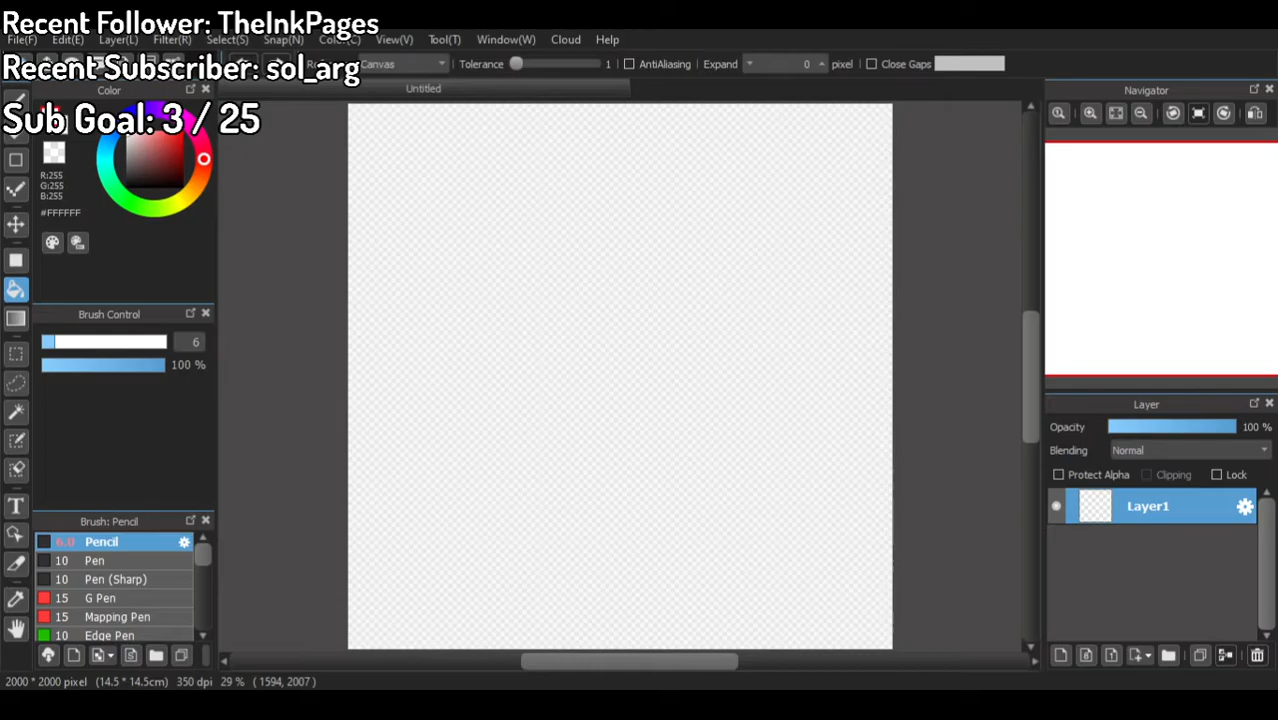 Recent Follower: TheInkPages
File(F) Edit(E) Layer(L) Filter(R) Select(S) Snap(N) Color(C) View(V) Tool(T) Window(W) Cloud Help
Recent Subscriber: sol_arg
Canvas Tolerance 1 AntiAliasing Expand 0 pixel Close Gaps
Sub Goal: 3 / 25
Color
Untitled
Navigator
R:255
G:255
B:255
#FFFFFF
Brush Control
6
100 %
Brush: Pencil
6.0 Pencil
10 Pen
10 Pen (Sharp)
15 G Pen
15 Mapping Pen
10 Edge Pen
Layer
Opacity 100 %
Blending Normal
Protect Alpha Clipping Lock
Layer1
2000 * 2000 pixel (14.5 * 14.5cm) 350 dpi 29 % ( 1594, 2007 )